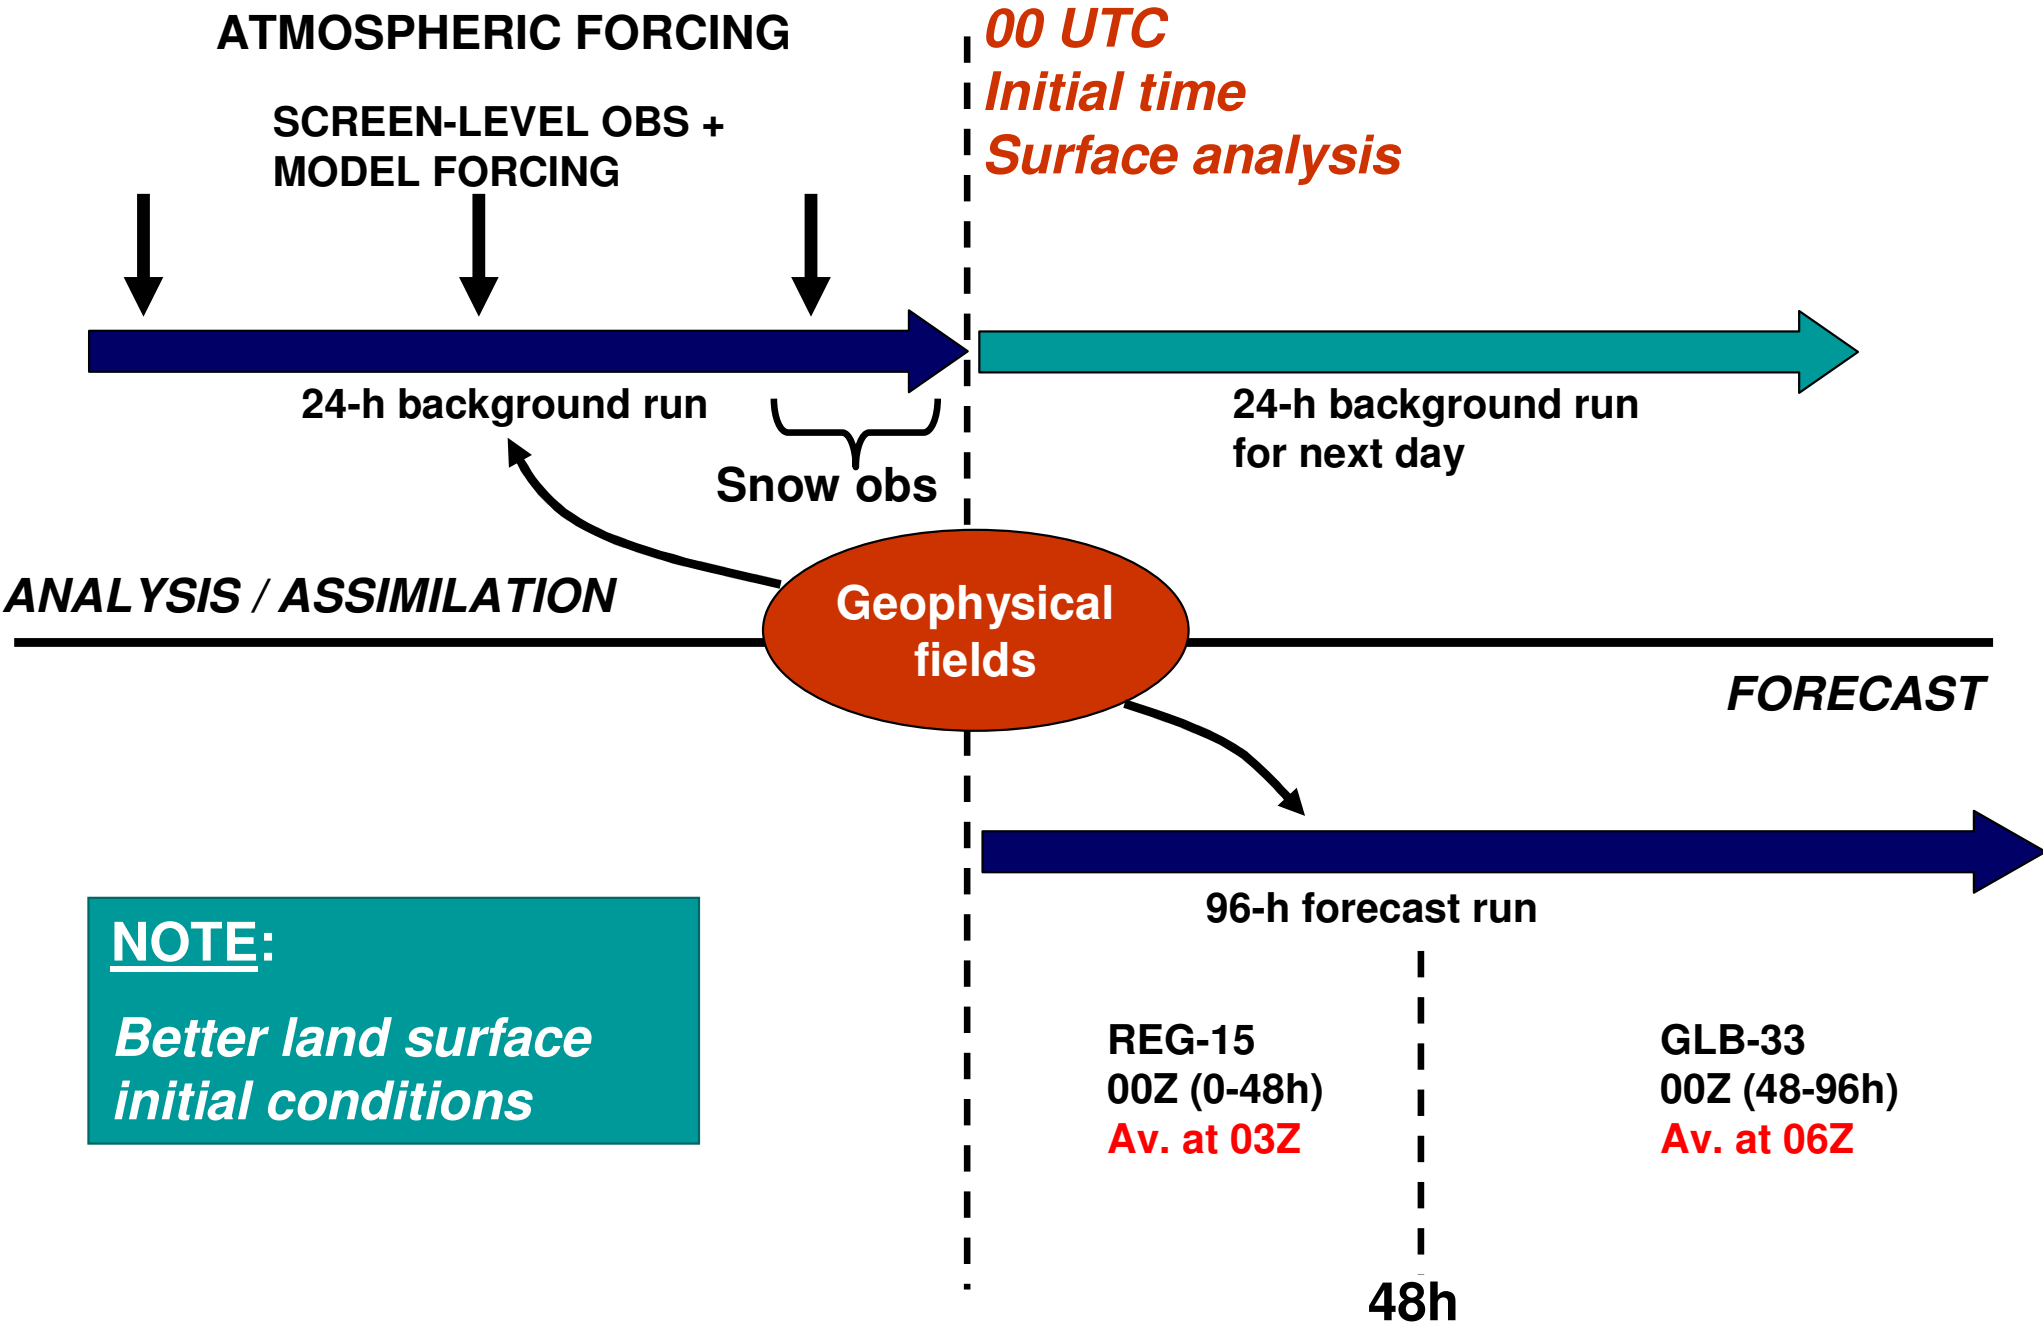 ATMOSPHERIC FORCING
SCREEN-LEVEL OBS +
MODEL FORCING
00 UTC
Initial time
Surface analysis
24-h background run
Snow obs
24-h background run
for next day
ANALYSIS / ASSIMILATION
Geophysical
fields
FORECAST
96-h forecast run
NOTE:
Better land surface
initial conditions
REG-15
00Z (0-48h)
Av. at 03Z
GLB-33
00Z (48-96h)
Av. at 06Z
48h